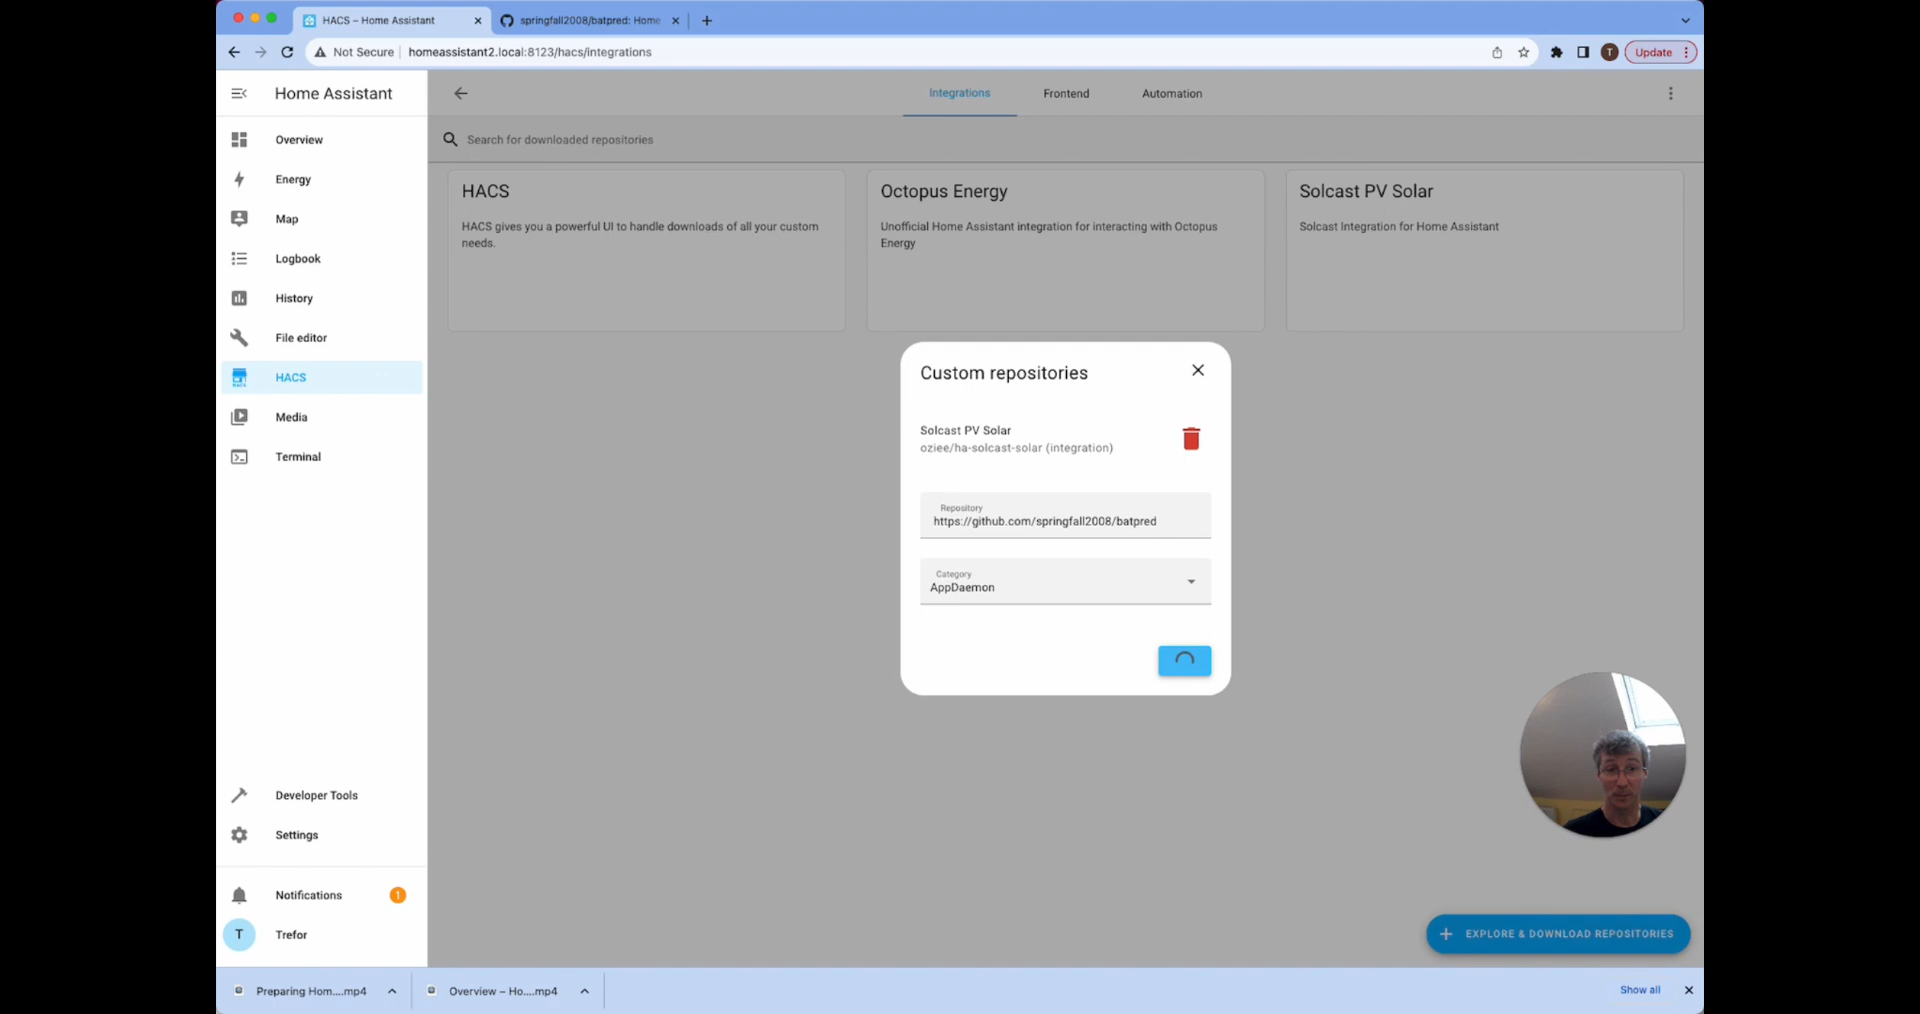 HACS – Home Assistant
springfall2008/batpred: Home
Not Secure
homeassistant2.local:8123/hacs/integrations
T
Update
Home Assistant
Integrations
Frontend
Automation
Overview
Search for downloaded repositories
Energy
Map
Logbook
History
File editor
HACS
Media
Terminal
HACS
HACS gives you a powerful UI to handle downloads of all your custom
needs.
Octopus Energy
Unofficial Home Assistant integration for interacting with Octopus
Energy
Solcast PV Solar
Solcast Integration for Home Assistant
Custom repositories
Solcast PV Solar
oziee/ha-solcast-solar (integration)
Repository
https://github.com/springfall2008/batpred
Category
AppDaemon
Developer Tools
Settings
Notifications
1
T
Trefor
EXPLORE & DOWNLOAD REPOSITORIES
Preparing Hom....mp4
Overview – Ho....mp4
Show all